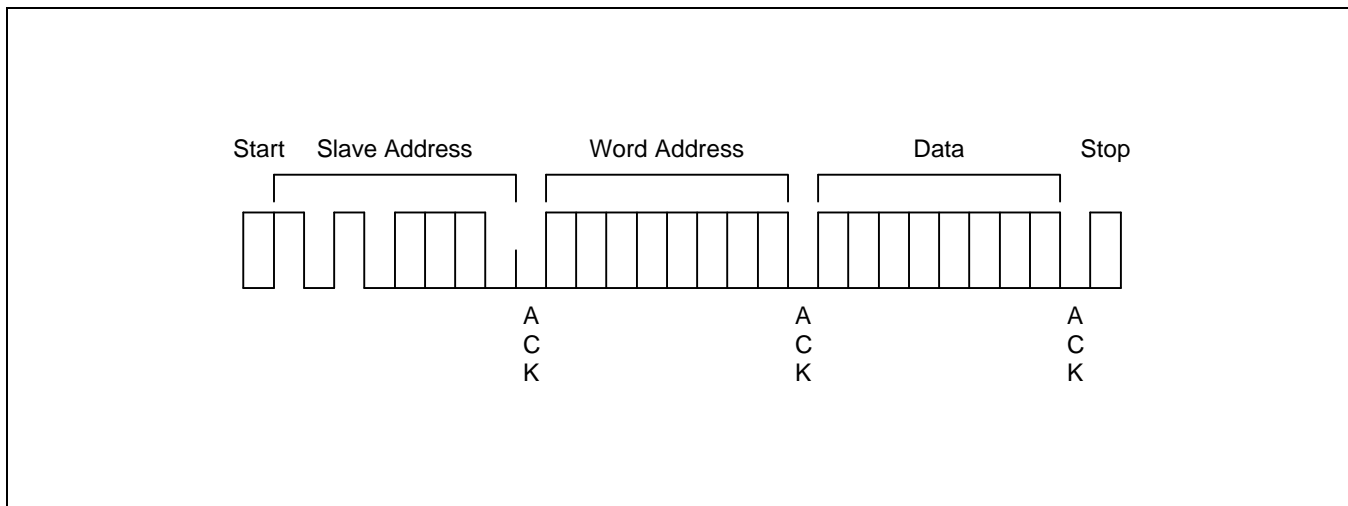 Start Slave Address Word Address Data Stop
A A A
C C C
K K K